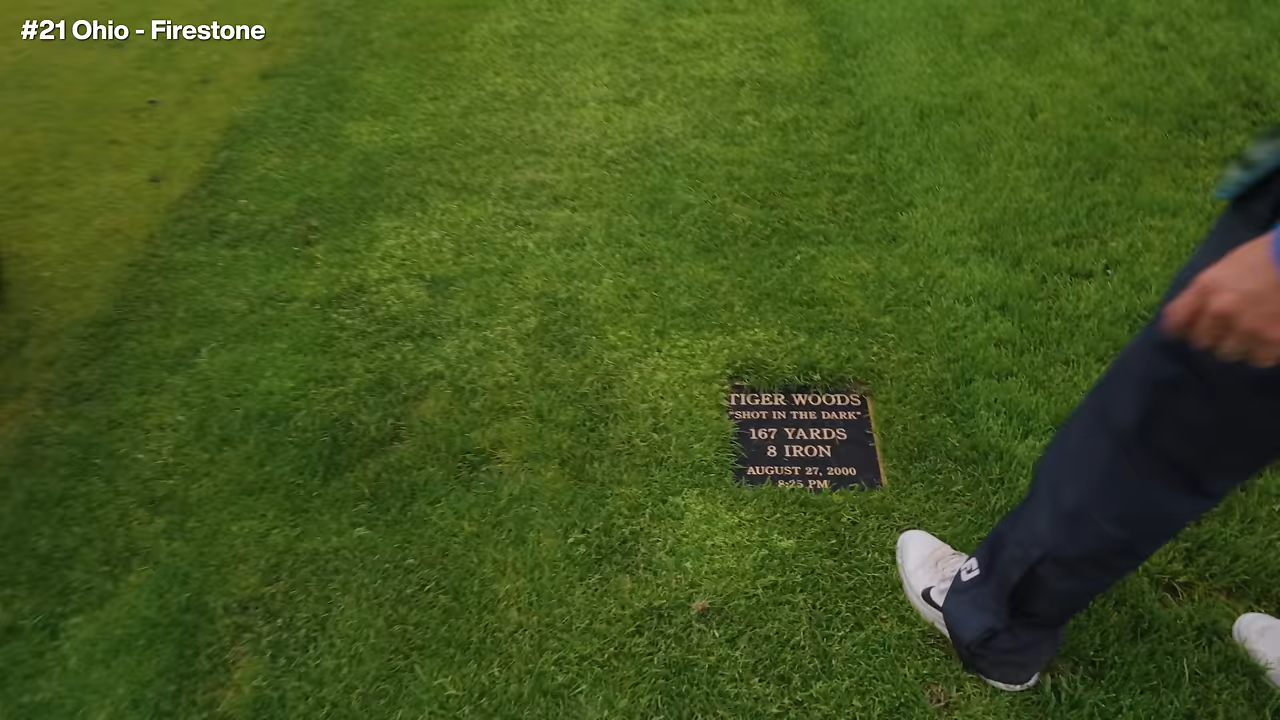 #21 Ohio - Firestone
TIGER WOODS
"SHOT IN THE DARK"
167 YARDS
8 IRON
AUGUST 27, 2000
8:25 PM
FJ